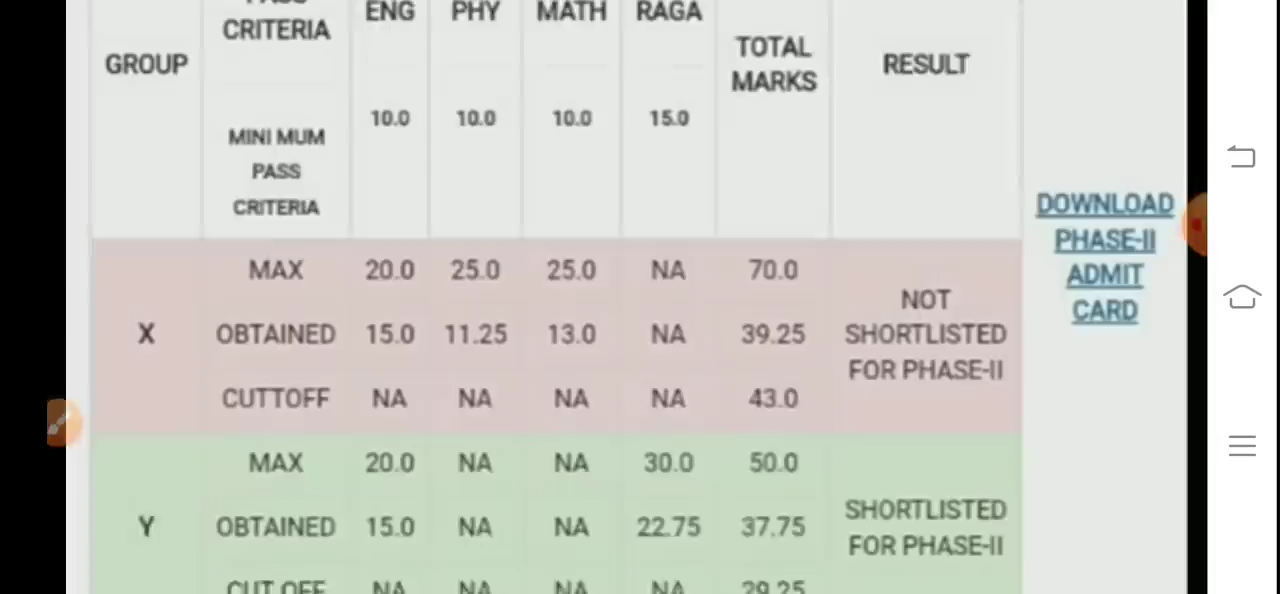 GROUP
CRITERIA
MINI MUM
PASS
CRITERIA
ENG
10.0
PHY
10.0
MATH
10.0
RAGA
15.0
TOTAL
MARKS
RESULT
DOWNLOAD
PHASE-II
ADMIT
CARD
X
MAX 20.0 25.0 25.0 NA 70.0
OBTAINED 15.0 11.25 13.0 NA 39.25
CUTTOFF NA NA NA NA 43.0
NOT
SHORTLISTED
FOR PHASE-II
Y
MAX 20.0 NA NA 30.0 50.0
OBTAINED 15.0 NA NA 22.75 37.75
CUT OFF NA NA NA NA 29.25
SHORTLISTED
FOR PHASE-II